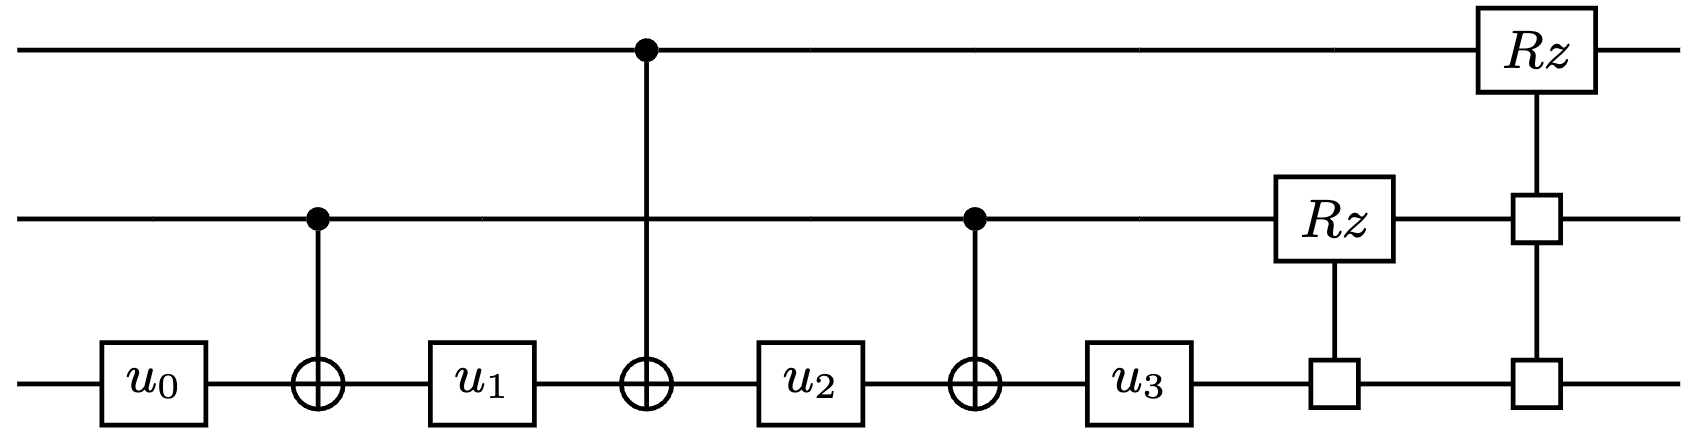 Rz
Rz
u₀ u₁ u₂ u₃